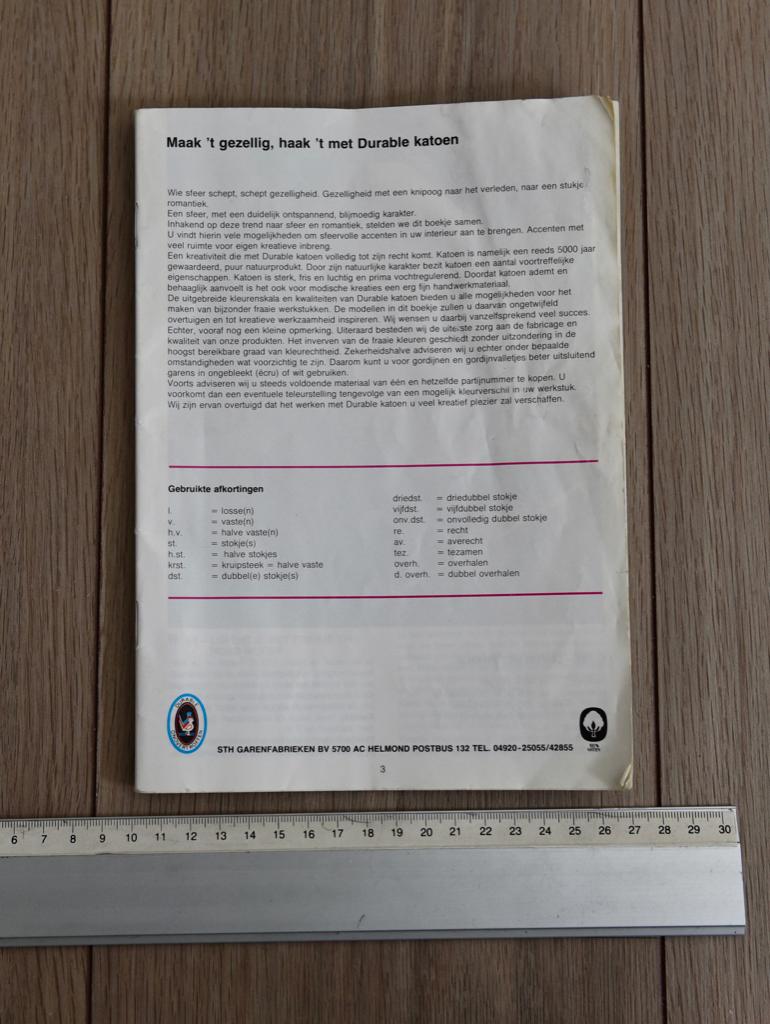 Maak 't gezellig, haak 't met Durable katoen
Wie sfeer schept, schept gezelligheid. Gezelligheid met een knipoog naar het verleden, naar een stukje
romantiek.
Een sfeer, met een duidelijk ontspannend, blijmoedig karakter.
Inhakend op deze trend naar sfeer en romantiek, stelden we dit boekje samen.
U vindt hierin vele mogelijkheden om sfeervolle accenten in uw interieur aan te brengen. Accenten met
veel ruimte voor eigen kreatieve inbreng.
Een kreativiteit die met Durable katoen volledig tot zijn recht komt. Katoen is namelijk een reeds 5000 jaar
gewaardeerd, puur natuurprodukt. Door zijn natuurlijke karakter bezit katoen een aantal voortreffelijke
eigenschappen. Katoen is sterk, fris en luchtig en prima vochtregulerend. Doordat katoen ademt en
behaaglijk aanvoelt is het ook voor modische kreaties een erg fijn handwerkmateriaal.
De uitgebreide kleurenskala en kwaliteiten van Durable katoen bieden u alle mogelijkheden voor het
maken van bijzonder fraaie werkstukken. De modellen in dit boekje zullen u daarvan ongetwijfeld
overtuigen en tot kreatieve werkzaamheid inspireren. Wij wensen u daarbij vanzelfsprekend veel succes.
Echter, vooraf nog een kleine opmerking. Uiteraard besteden wij de uiterste zorg aan de fabricage en
kwaliteit van onze produkten. Het inverven van de fraaie kleuren geschiedt zonder uitzondering in de
hoogst bereikbare graad van kleurechtheid. Zekerheidshalve adviseren wij u echter onder bepaalde
omstandigheden wat voorzichtig te zijn. Daarom kunt u voor gordijnen en gordijnvalletjes beter uitsluitend
garens in ongebleekt (écru) of wit gebruiken.
Voorts adviseren wij u steeds voldoende materiaal van één en hetzelfde partijnummer te kopen. U
voorkomt dan een eventuele teleurstelling tengevolge van een mogelijk kleurverschil in uw werkstuk.
Wij zijn ervan overtuigd dat het werken met Durable katoen u veel kreatief plezier zal verschaffen.
Gebruikte afkortingen
l. = losse(n)
v. = vaste(n)
h.v. = halve vaste(n)
st. = stokje(s)
h.st. = halve stokjes
krst. = kruipsteek = halve vaste
dst. = dubbel(e) stokje(s)
driedst. = driedubbel stokje
vijfdst. = vijfdubbel stokje
onv.dst. = onvolledig dubbel stokje
re. = recht
av. = averecht
tez. = tezamen
overh. = overhalen
d. overh. = dubbel overhalen
DURABLE
STH GARENFABRIEKEN BV 5700 AC HELMOND POSTBUS 132 TEL. 04920-25055/42855
3
6 7 8 9 10 11 12 13 14 15 16 17 18 19 20 21 22 23 24 25 26 27 28 29 30